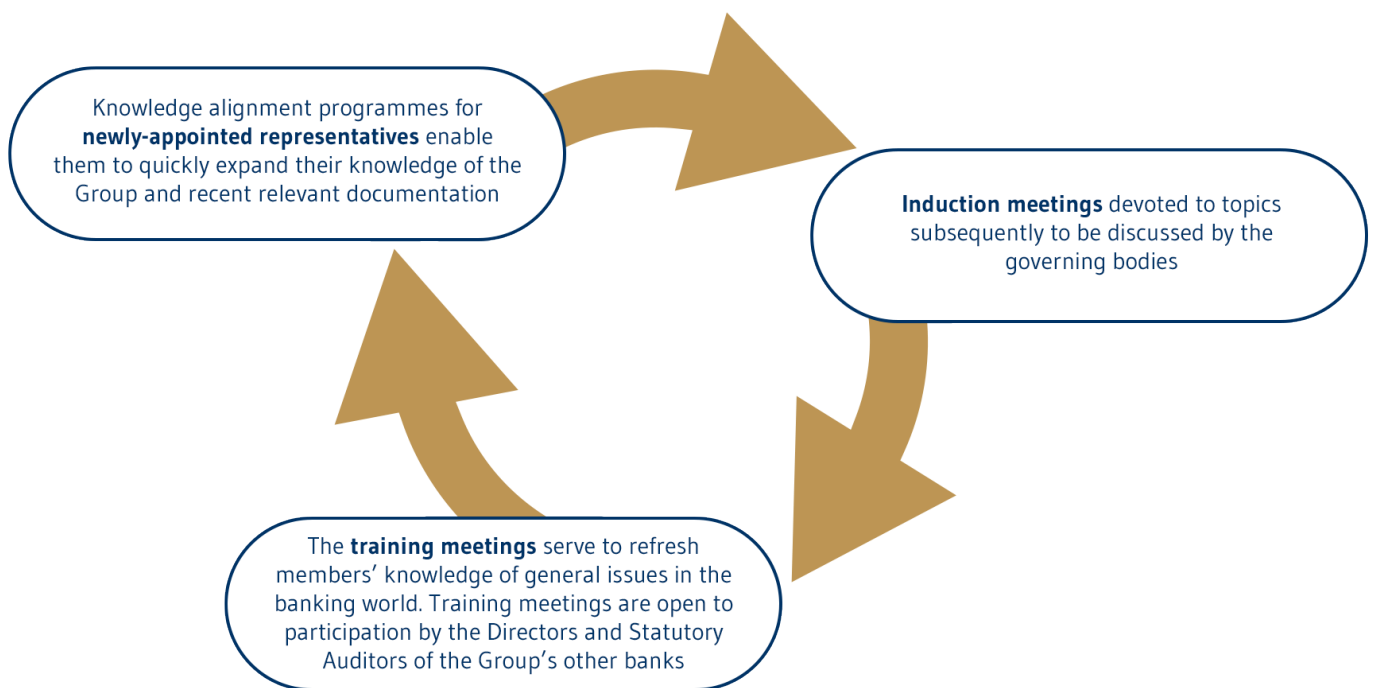 Knowledge alignment programmes for
newly-appointed representatives enable
them to quickly expand their knowledge of the
Group and recent relevant documentation
Induction meetings devoted to topics
subsequently to be discussed by the
governing bodies
The training meetings serve to refresh
members’ knowledge of general issues in the
banking world. Training meetings are open to
participation by the Directors and Statutory
Auditors of the Group’s other banks